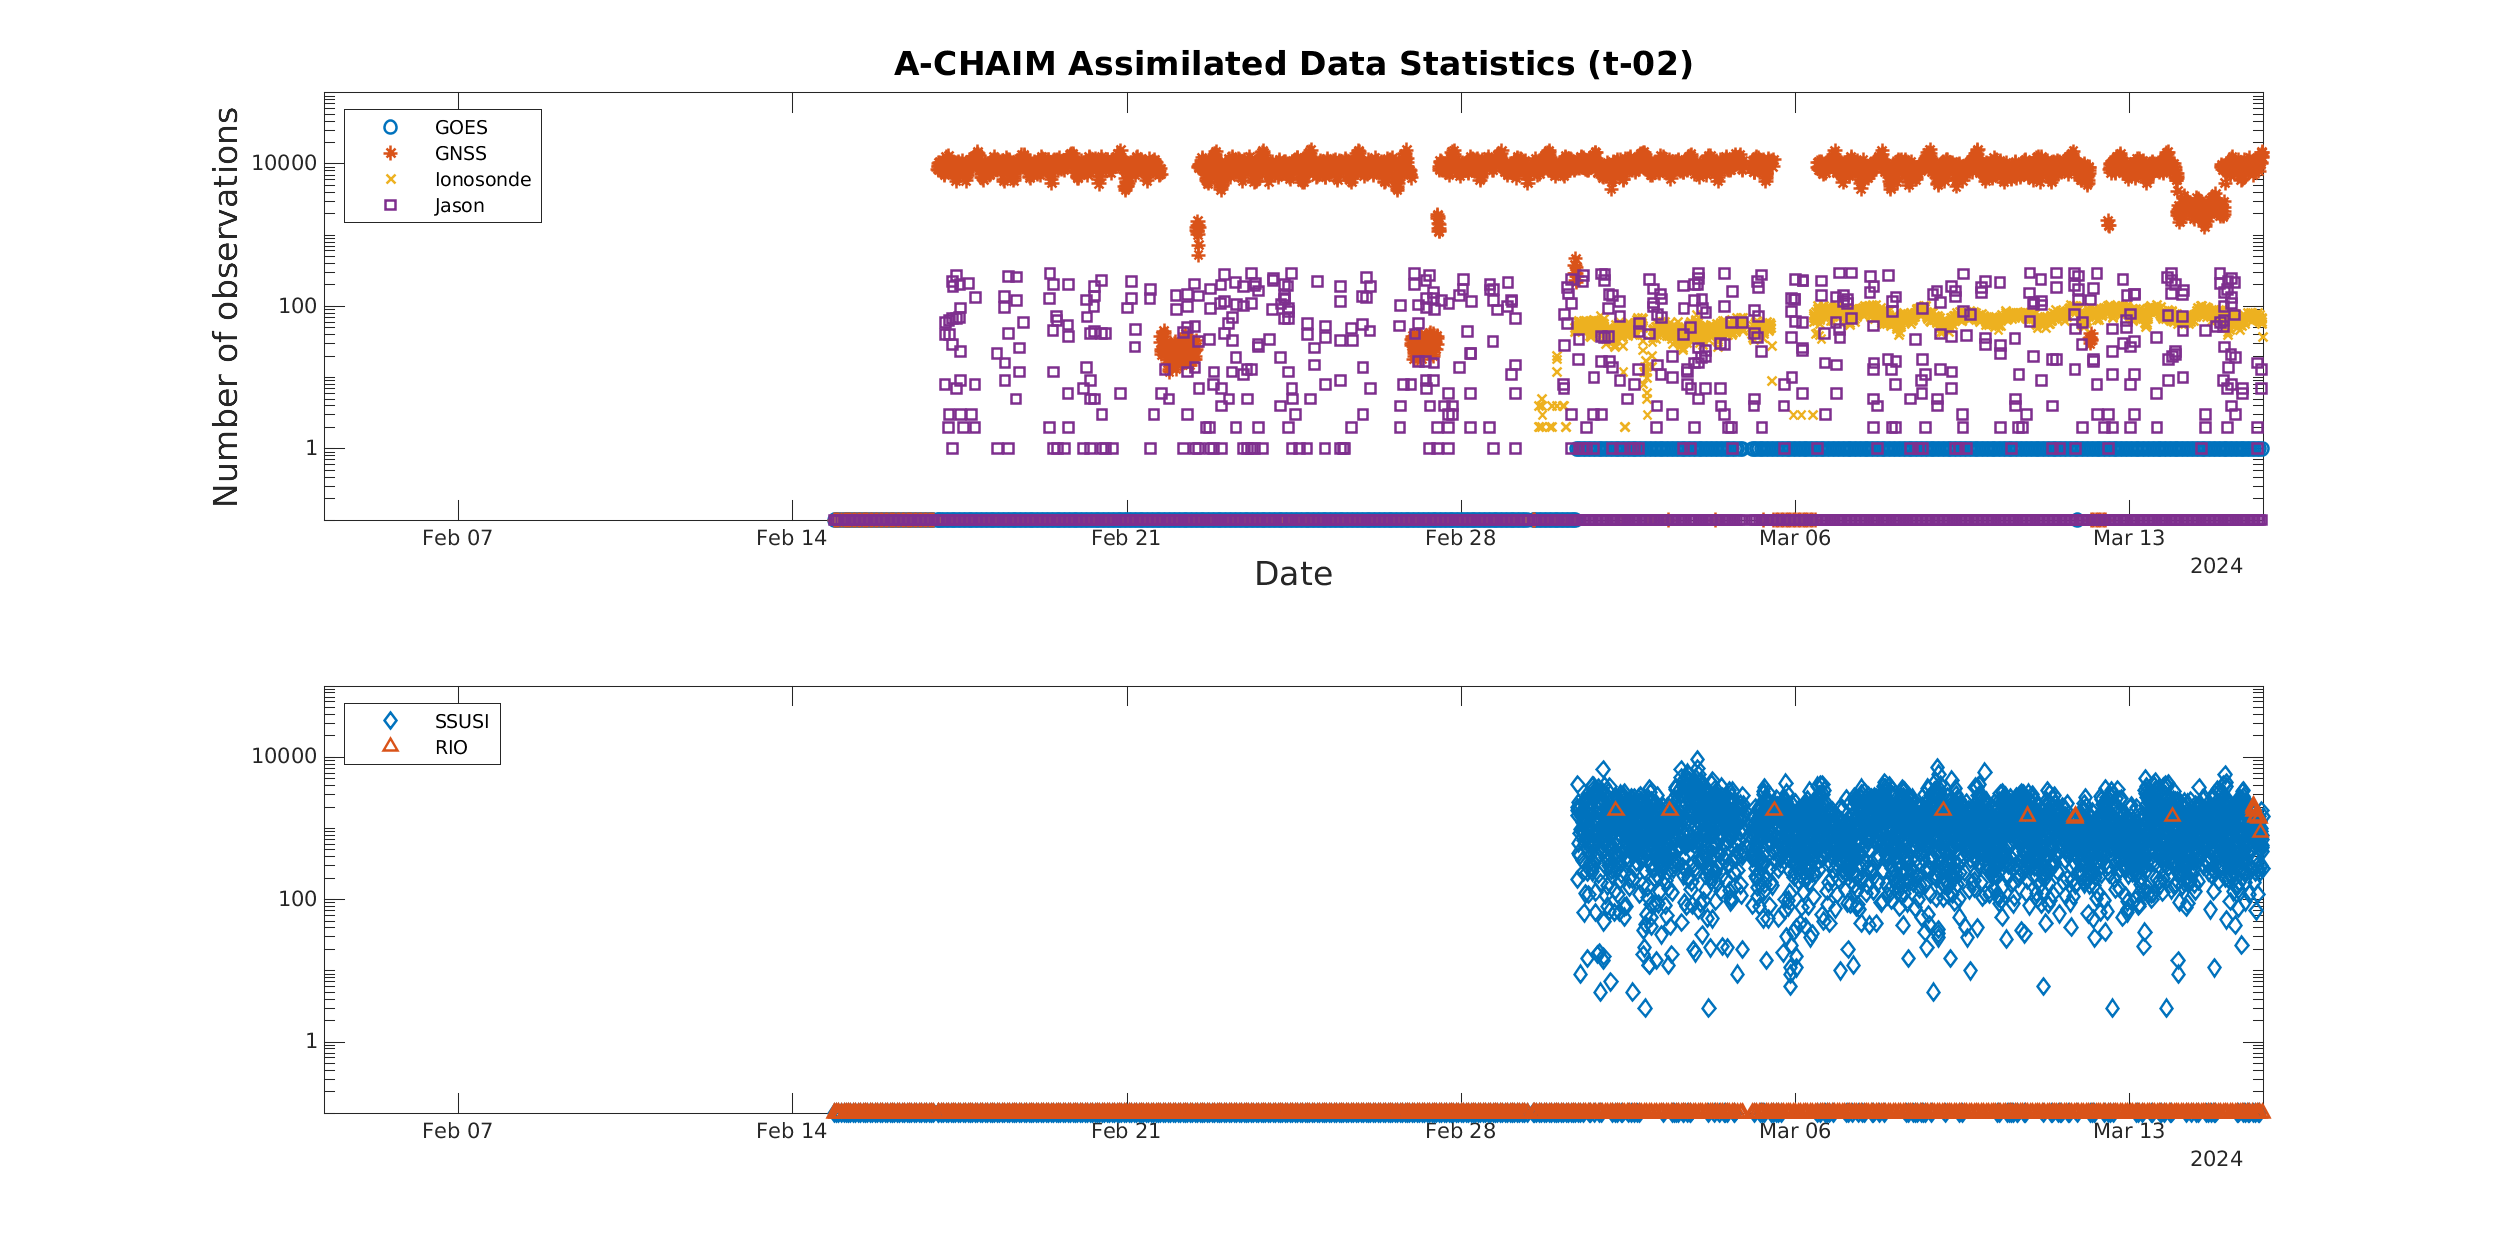 A-CHAIM Assimilated Data Statistics (t-02)
Number of observations
10000
100
1
GOES
GNSS
Ionosonde
Jason
Feb 07 Feb 14 Feb 21 Feb 28 Mar 06 Mar 13
2024
Date
10000
100
1
SSUSI
RIO
Feb 07 Feb 14 Feb 21 Feb 28 Mar 06 Mar 13
2024